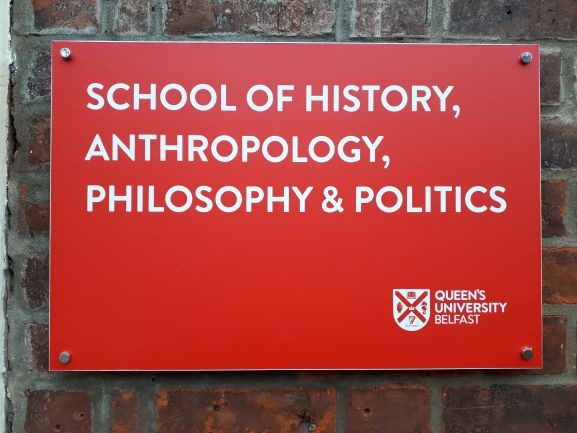 SCHOOL OF HISTORY,
ANTHROPOLOGY,
PHILOSOPHY & POLITICS
QUEEN'S
UNIVERSITY
BELFAST